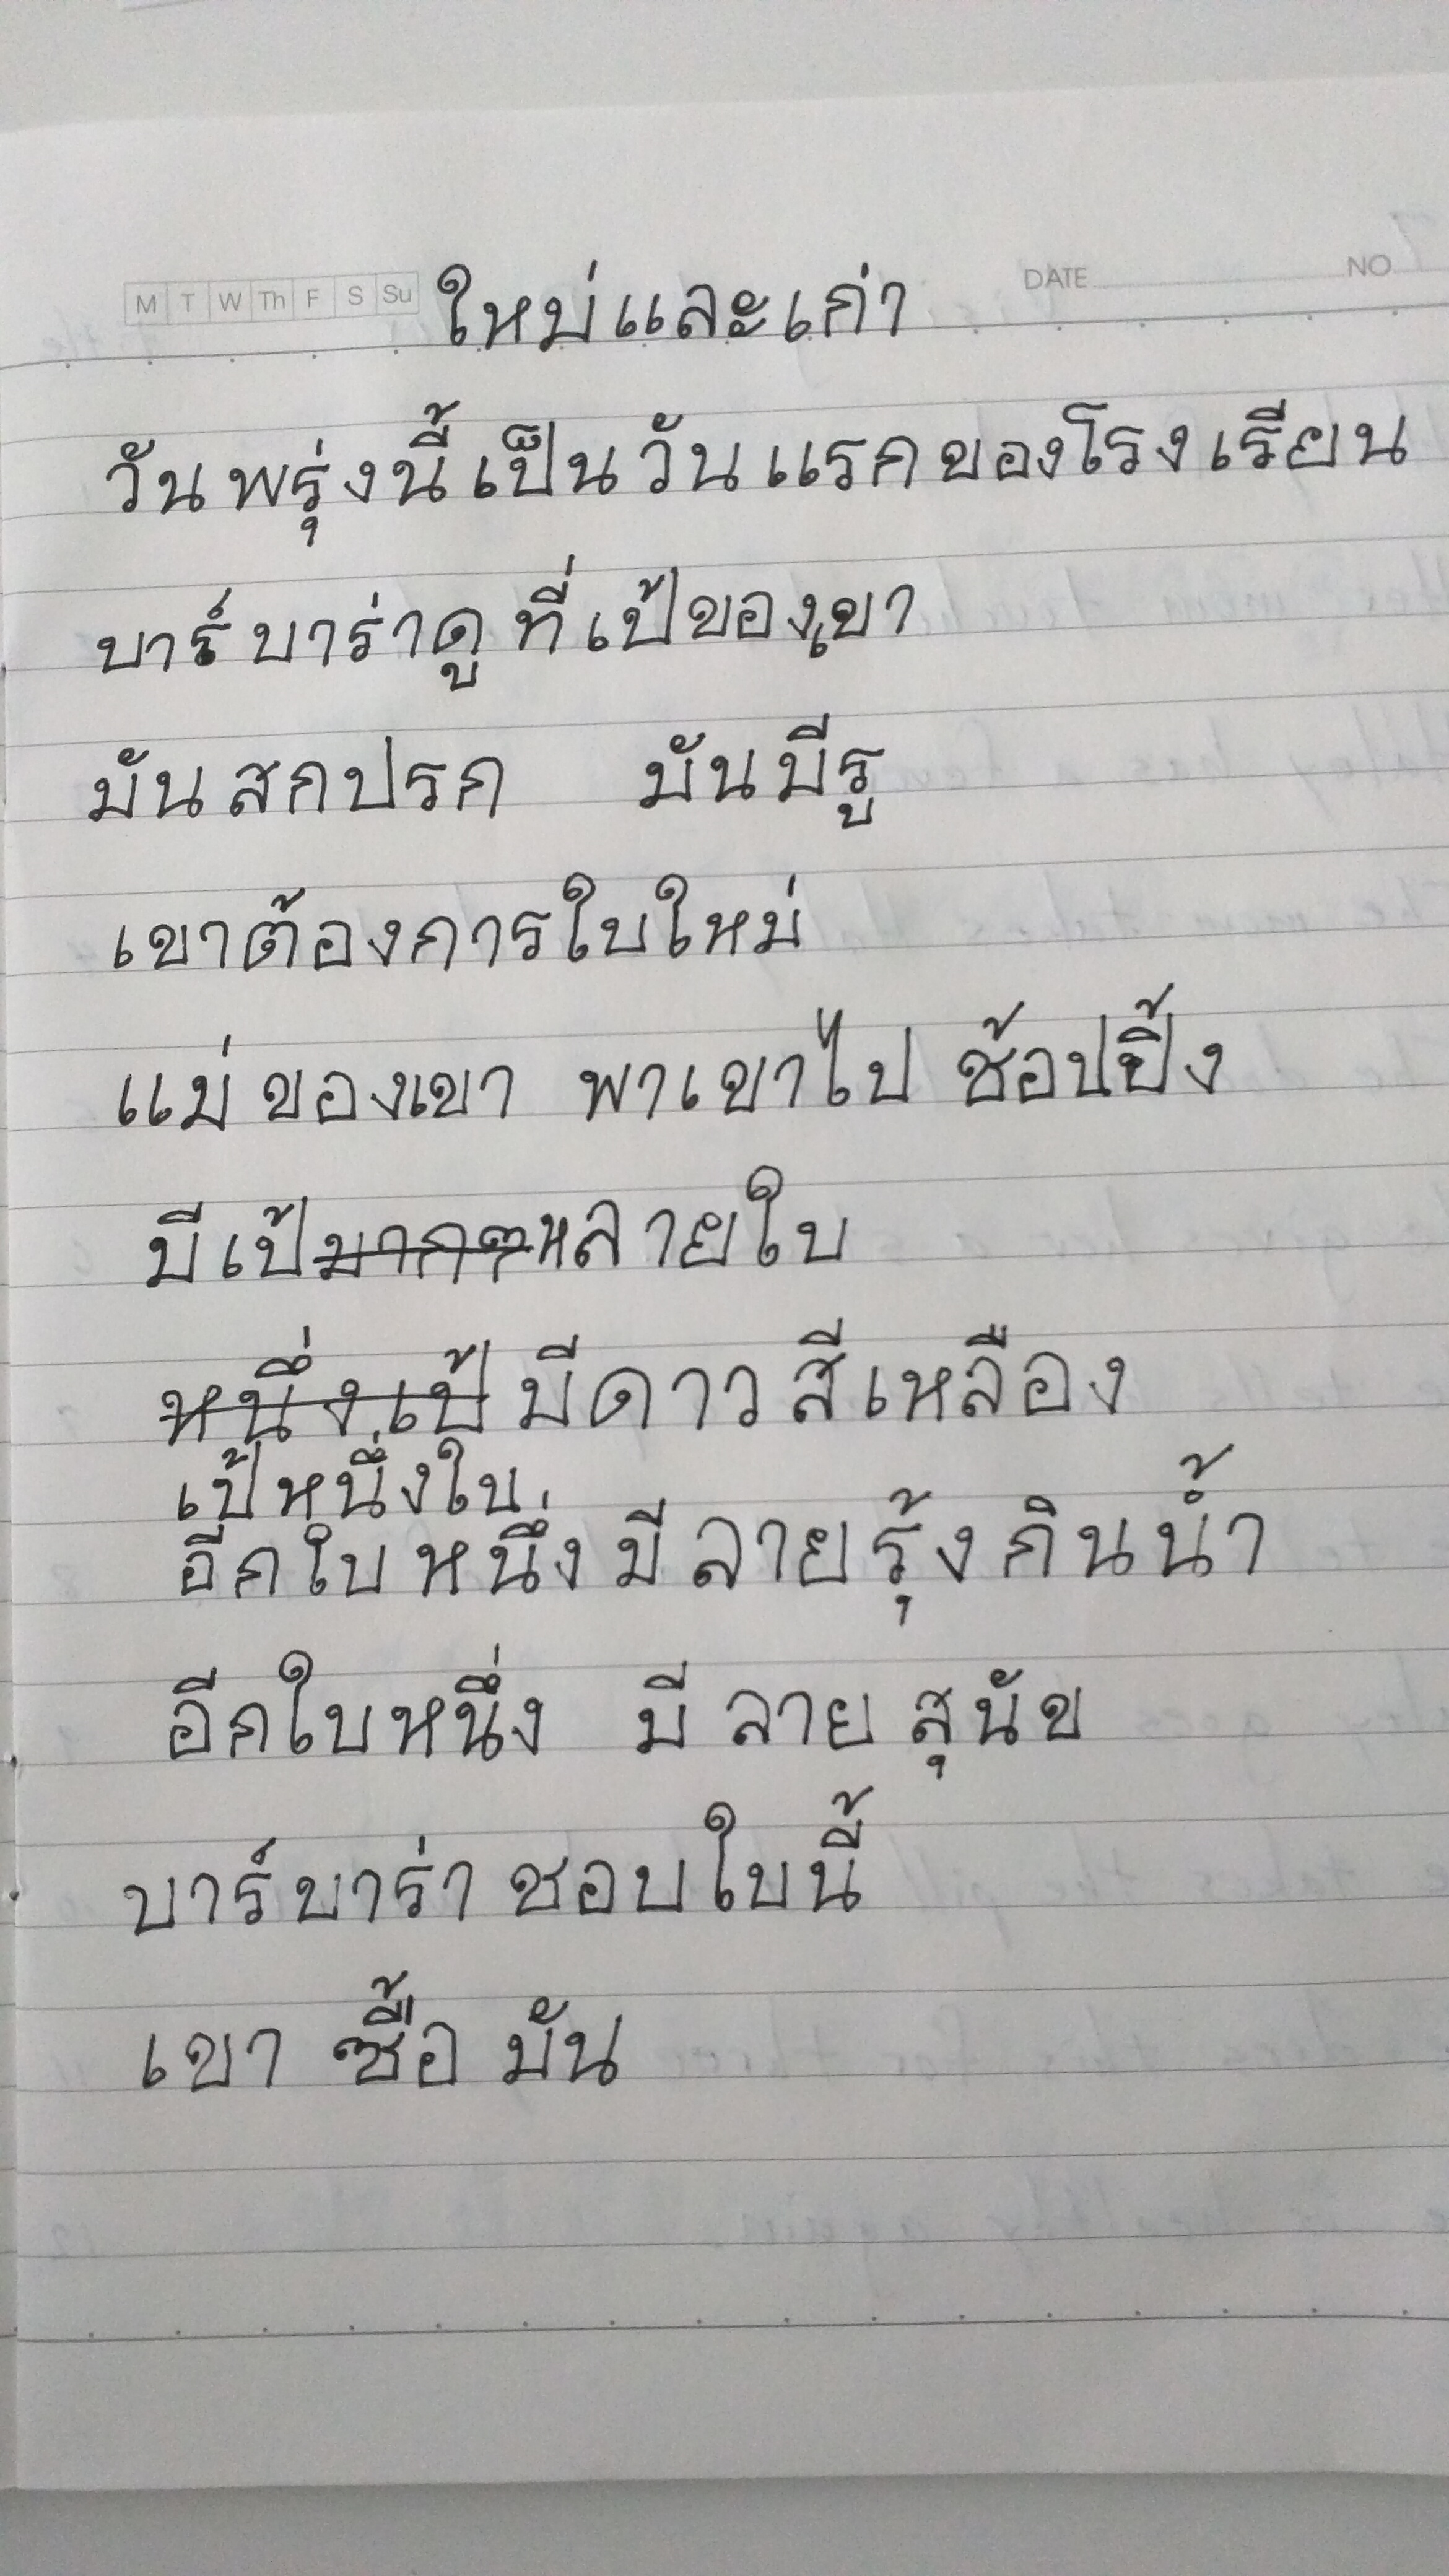 M T W Th F S Su ใหม่และเก่า DATE NO
วันพรุ่งนี้เป็นวันแรกของโรงเรียน
บาร์บาร่าดูที่เป้ของเขา
มันสกปรก มันมีรู
เขาต้องการใบใหม่
แม่ของเขา พาเขาไป ช้อปปิ้ง
มีเป้มากๆหลายใบ
หนึ่งเป้ มีดาวสีเหลือง
เป้หนึ่งใบ
อีกใบหนึ่งมีลายรุ้งกินน้ำ
อีกใบหนึ่ง มี ลาย สุนัข
บาร์บาร่า ชอบใบนี้
เขา ซื้อ มัน